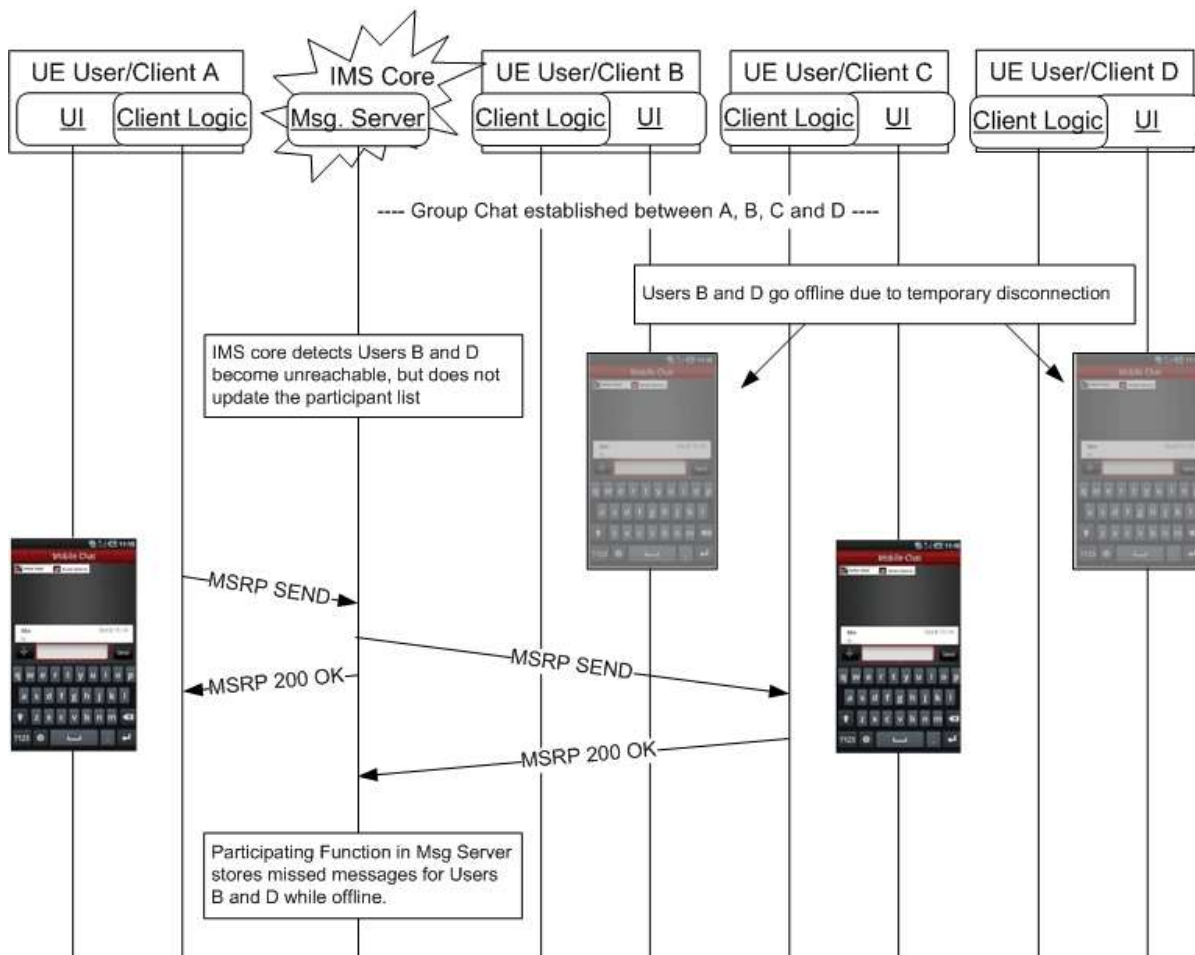 UE User/Client A
IMS Core
UE User/Client B
UE User/Client C
UE User/Client D
UI
Client Logic
Msg. Server
Client Logic
UI
Client Logic
UI
Client Logic
UI
---- Group Chat established between A, B, C and D ----
Users B and D go offline due to temporary disconnection
IMS core detects Users B and D
become unreachable, but does not
update the participant list
Mobile Chat
Mobile Chat
Mobile Chat
Mobile Chat
MSRP SEND
MSRP SEND
MSRP 200 OK
MSRP 200 OK
Participating Function in Msg Server
stores missed messages for Users
B and D while offline.